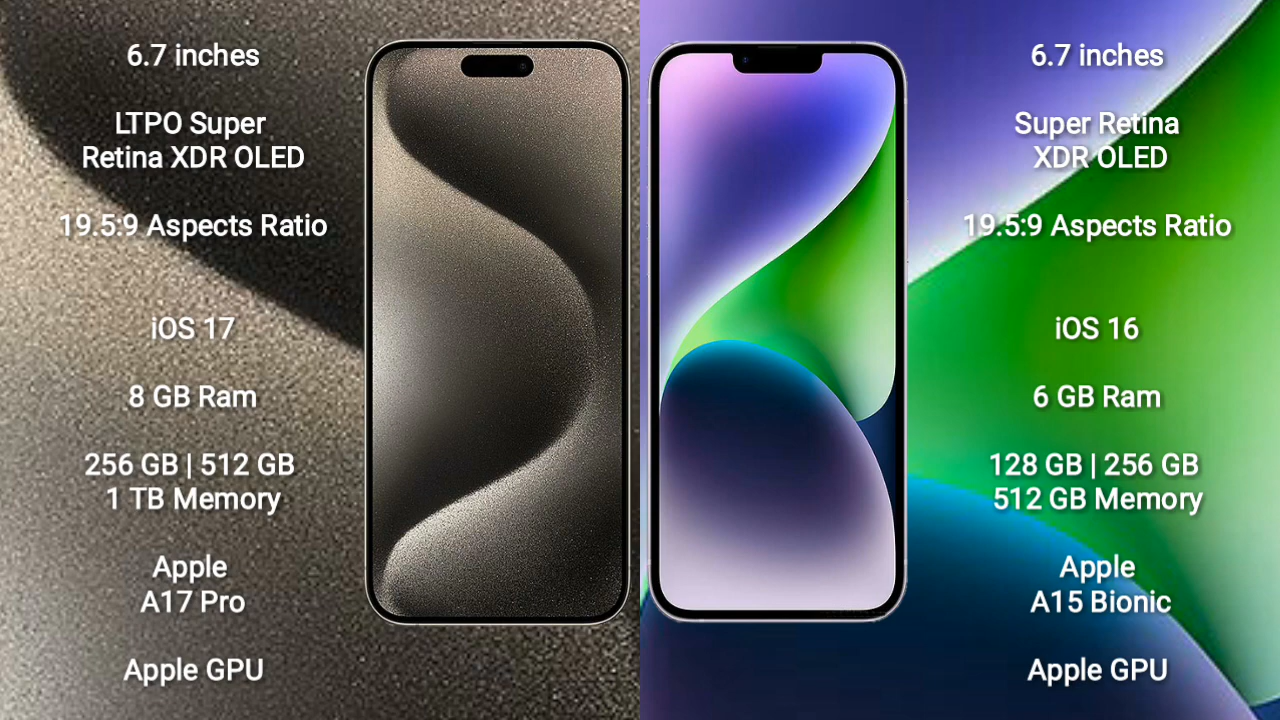 6.7 inches
LTPO Super
Retina XDR OLED
19.5:9 Aspects Ratio
iOS 17
8 GB Ram
256 GB | 512 GB
1 TB Memory
Apple
A17 Pro
Apple GPU
6.7 inches
Super Retina
XDR OLED
19.5:9 Aspects Ratio
iOS 16
6 GB Ram
128 GB | 256 GB
512 GB Memory
Apple
A15 Bionic
Apple GPU